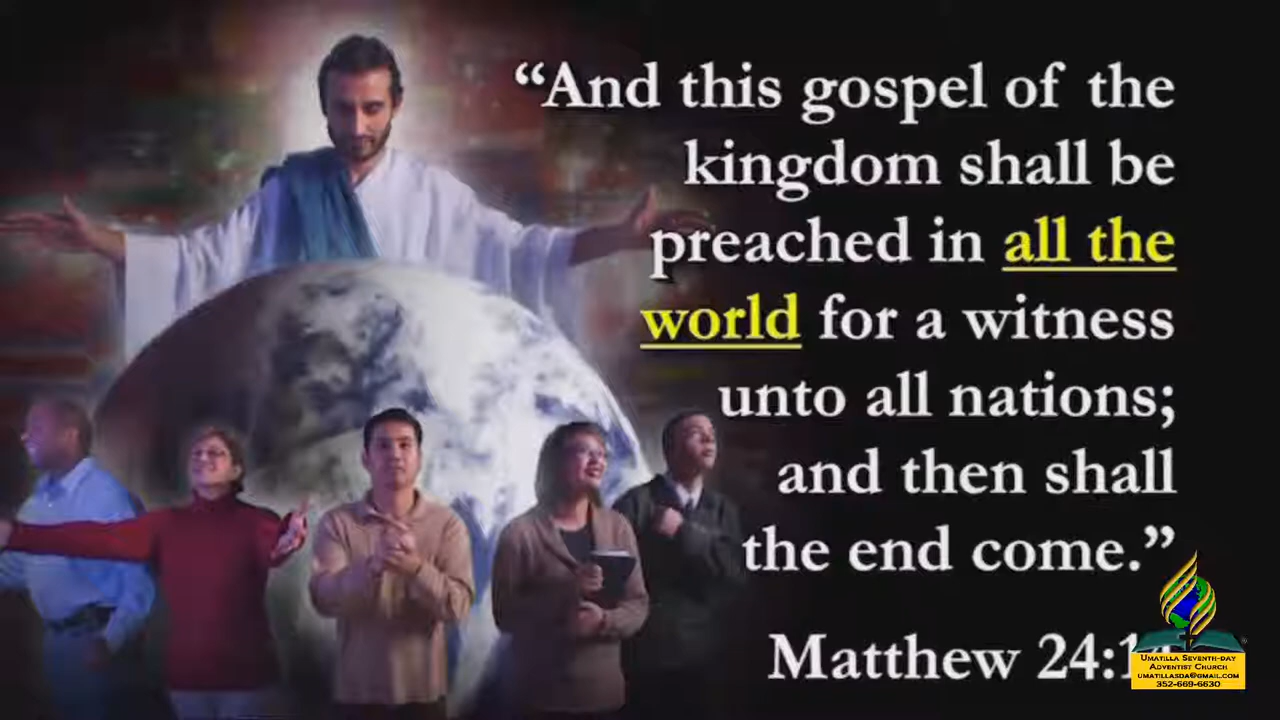 “And this gospel of the
kingdom shall be
preached in all the
world for a witness
unto all nations;
and then shall
the end come.”
Matthew 24:1
Umatilla Seventh-day
Adventist Church
umatillasda@gmail.com
352-669-6630